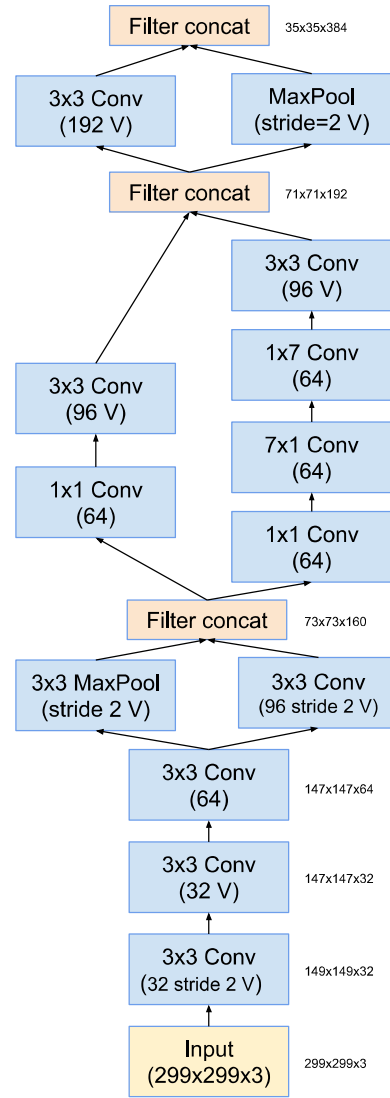 Filter concat
35x35x384
3x3 Conv
(192 V)
MaxPool
(stride=2 V)
Filter concat
71x71x192
3x3 Conv
(96 V)
1x7 Conv
(64)
3x3 Conv
(96 V)
7x1 Conv
(64)
1x1 Conv
(64)
1x1 Conv
(64)
Filter concat
73x73x160
3x3 MaxPool
(stride 2 V)
3x3 Conv
(96 stride 2 V)
3x3 Conv
(64)
147x147x64
3x3 Conv
(32 V)
147x147x32
3x3 Conv
(32 stride 2 V)
149x149x32
Input
(299x299x3)
299x299x3